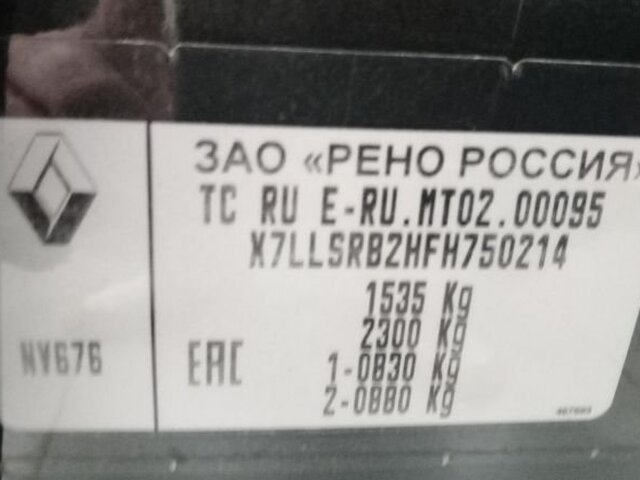 ЗАО «РЕНО РОССИЯ»
TC RU E-RU.MT02.00095
X7LLSRB2HFH750214
1535 Kg
2300 Kg
1-0830 Kg
2-0880 Kg
NV676
EAC